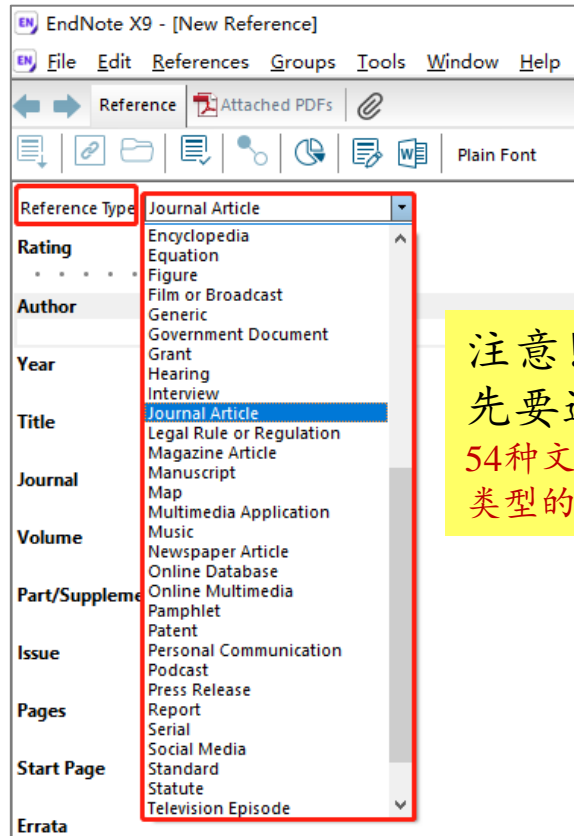 EndNote X9 - [New Reference]
File Edit References Groups Tools Window Help
Reference Attached PDFs
Plain Font
Reference Type Journal Article
Encyclopedia
Rating
Equation
Figure
Film or Broadcast
Author
Generic
Government Document
Grant
Year
Hearing
Interview
Journal Article
Title
Legal Rule or Regulation
Magazine Article
Journal
Manuscript
Map
Multimedia Application
Volume
Music
Newspaper Article
Online Database
Part/Suppleme
Online Multimedia
Pamphlet
Patent
Issue
Personal Communication
Podcast
Press Release
Pages
Report
Serial
Social Media
Start Page
Standard
Statute
Television Episode
Errata
注意!
先要
54种文
类型的